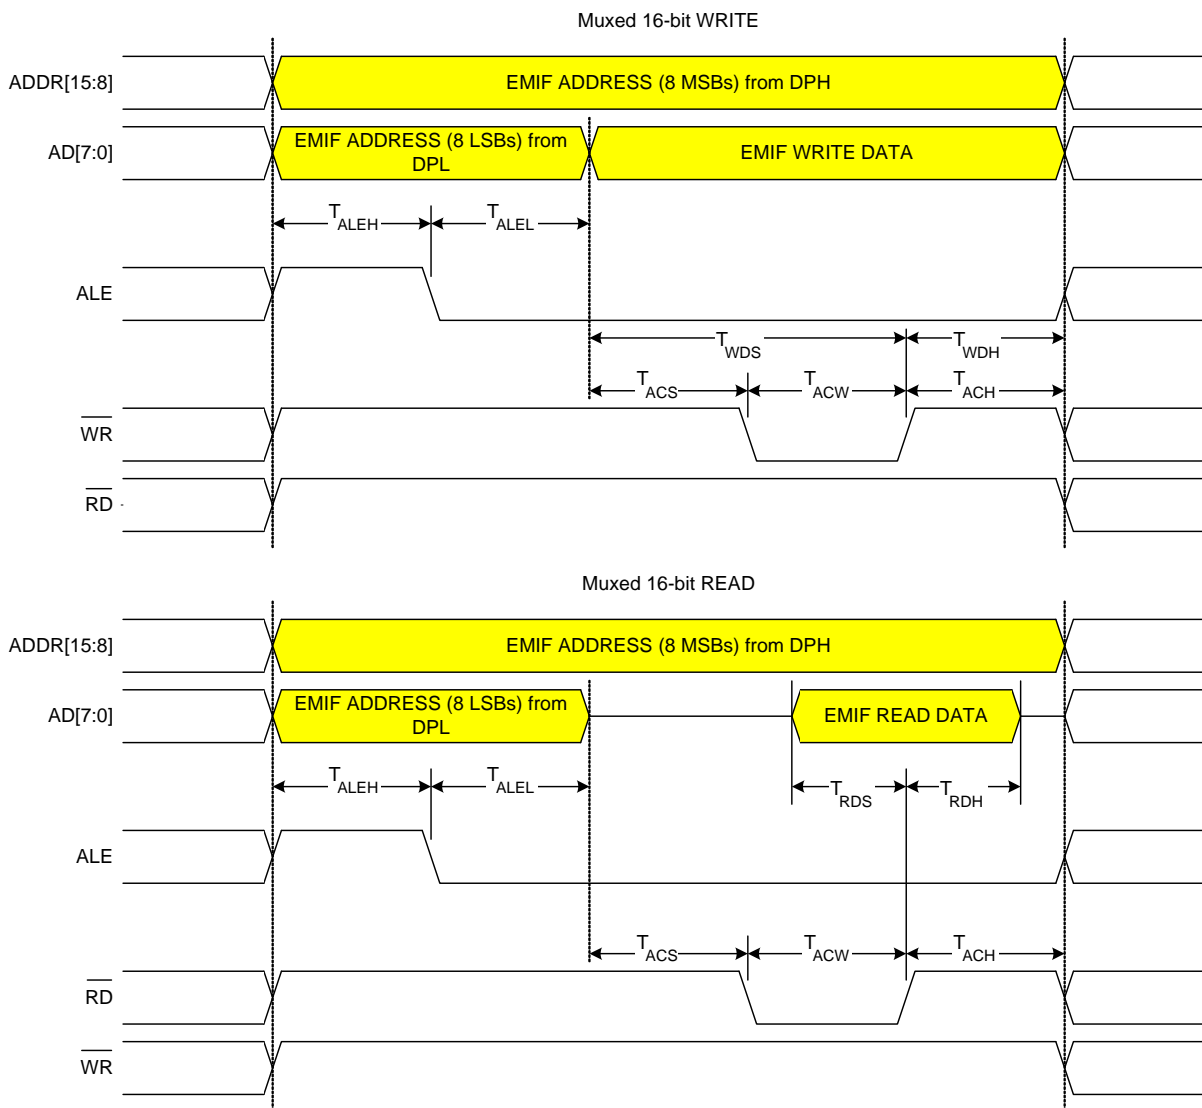 Muxed 16-bit WRITE
ADDR[15:8]
EMIF ADDRESS (8 MSBs) from DPH
AD[7:0]
EMIF ADDRESS (8 LSBs) from
DPL
EMIF WRITE DATA
TALEH
TALEL
ALE
TWDS
TWDH
TACS
TACW
TACH
WR
RD
Muxed 16-bit READ
ADDR[15:8]
EMIF ADDRESS (8 MSBs) from DPH
AD[7:0]
EMIF ADDRESS (8 LSBs) from
DPL
EMIF READ DATA
TALEH
TALEL
TRDS
TRDH
ALE
TACS
TACW
TACH
RD
WR